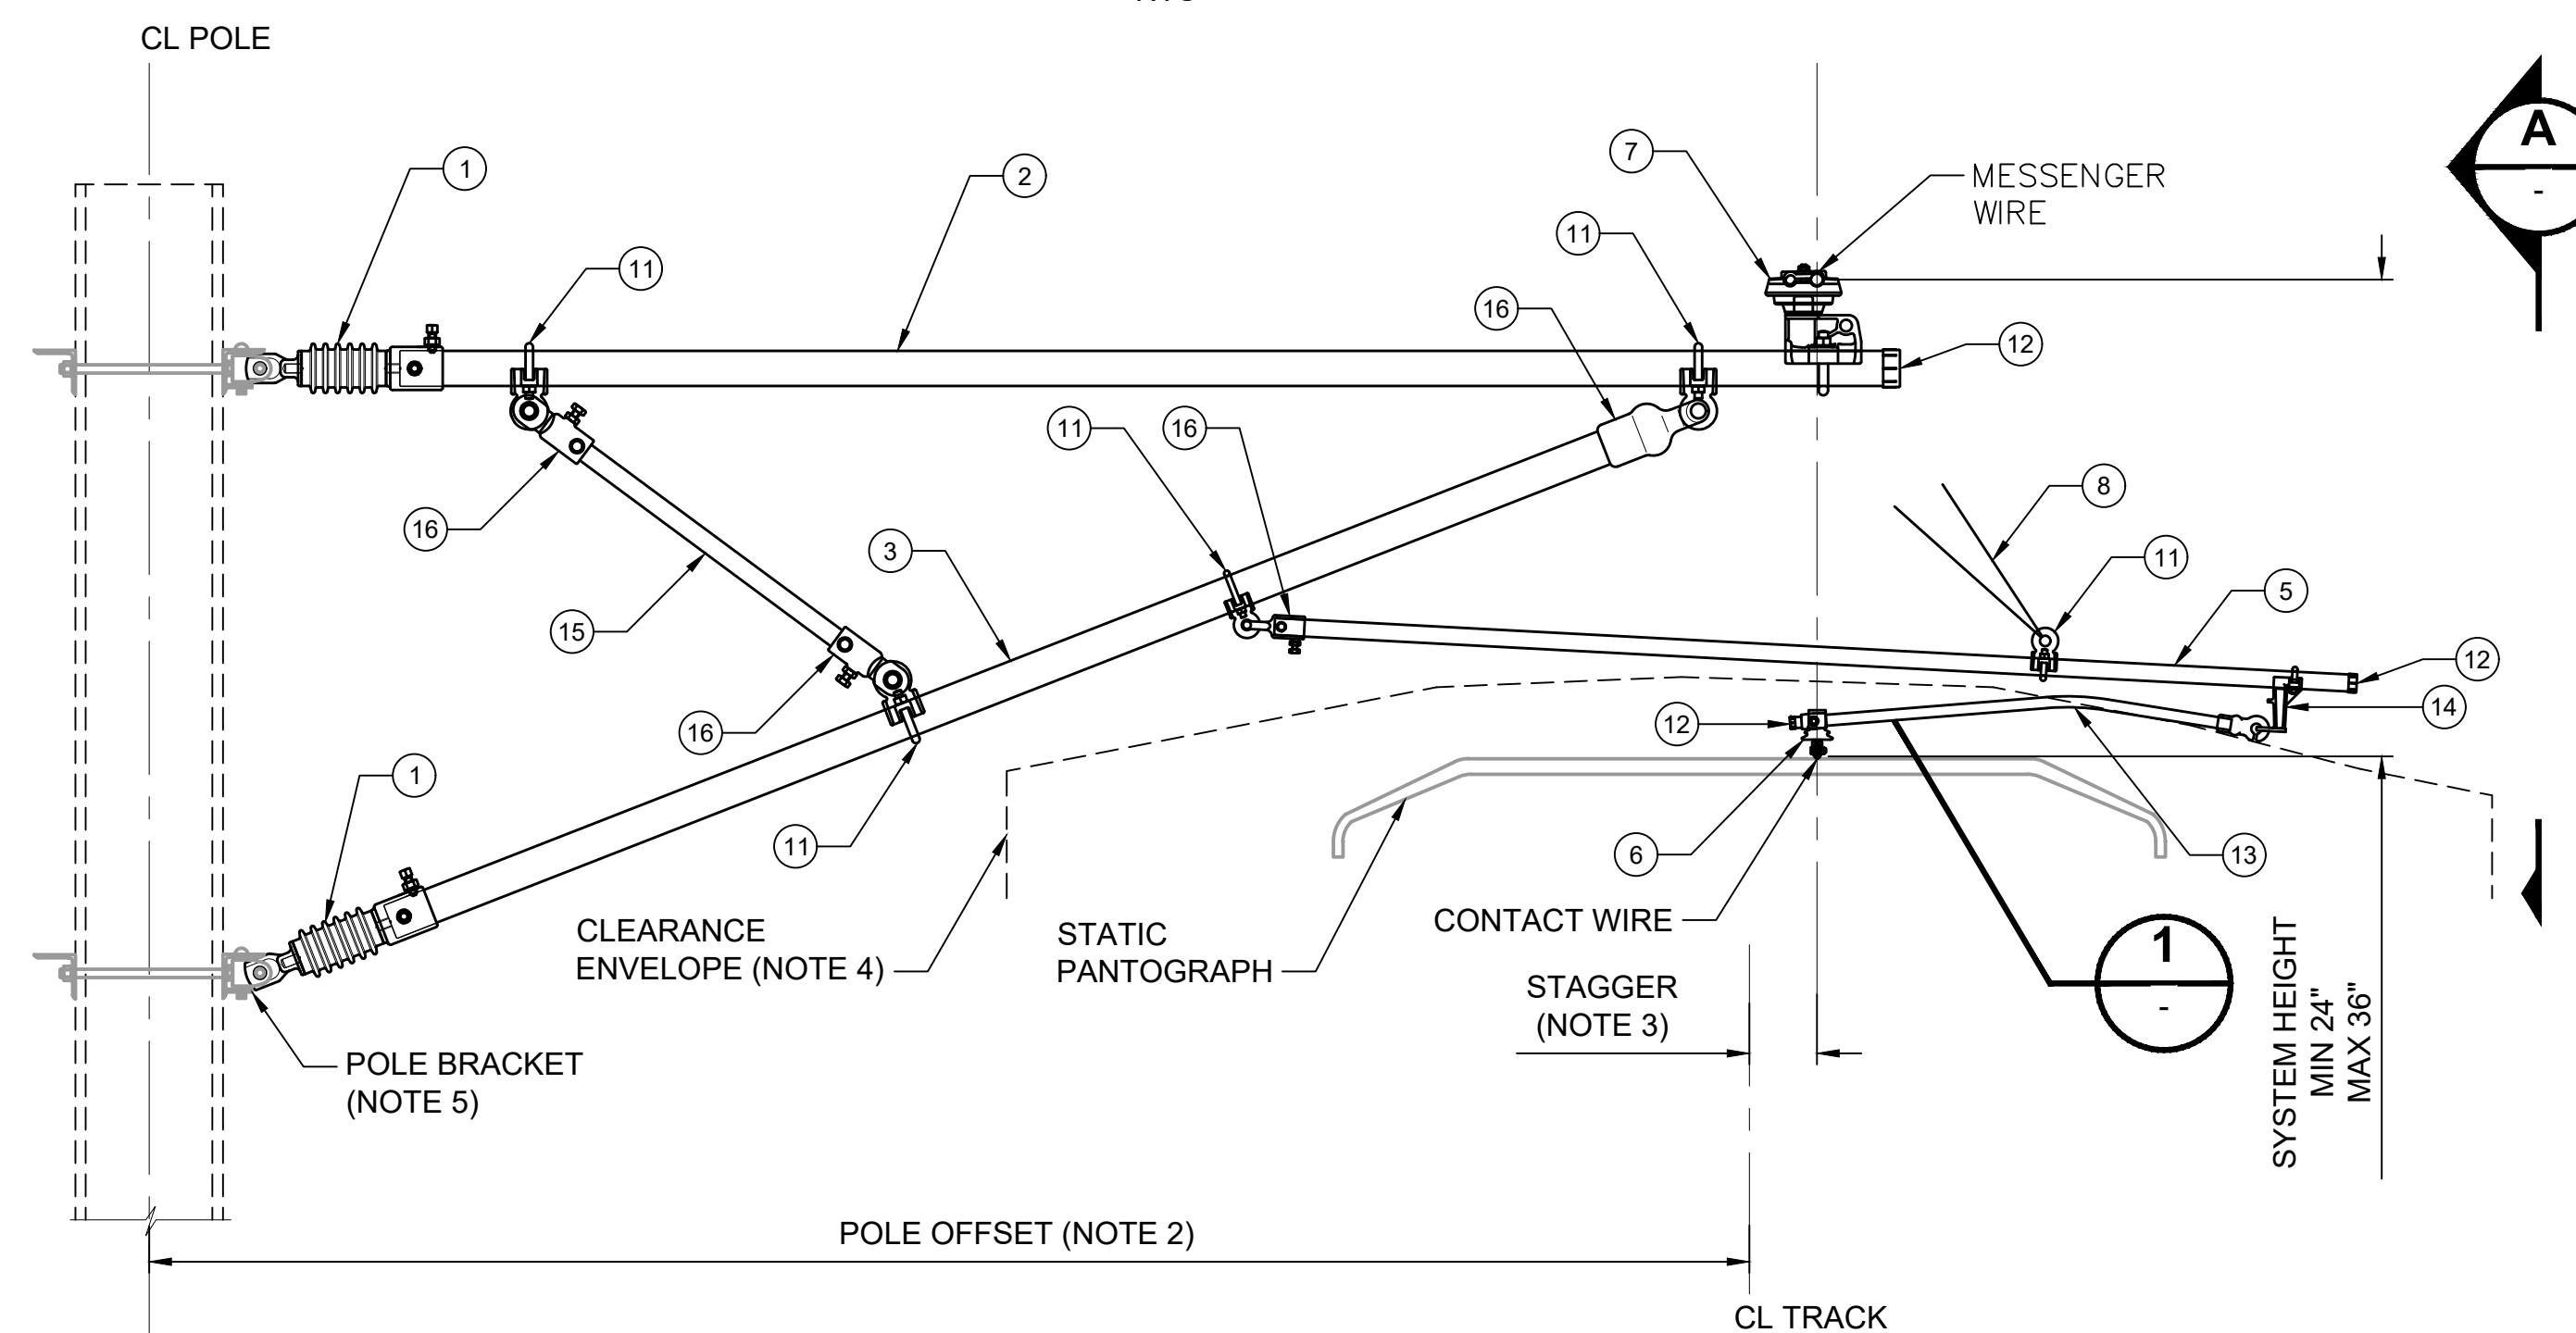 CL POLE
1
2
7
MESSENGER
WIRE
A
-
11
11
16
12
11
16
8
16
3
11
15
5
12
16
12
14
1
11
6
13
CLEARANCE
ENVELOPE (NOTE 4)
STATIC
PANTOGRAPH
CONTACT WIRE
1
-
STAGGER
(NOTE 3)
SYSTEM HEIGHT
MIN 24"
MAX 36"
POLE BRACKET
(NOTE 5)
POLE OFFSET (NOTE 2)
CL TRACK